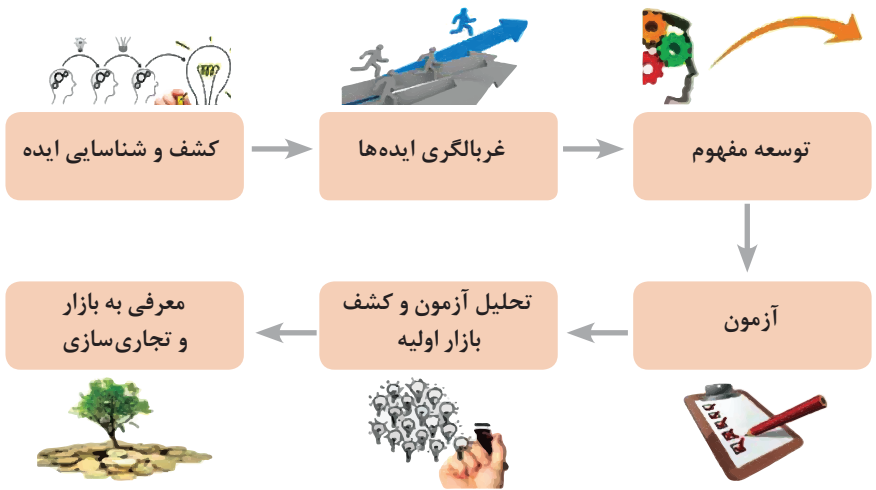 کشف و شناسایی ایده
غربالگری ایده‌ها
توسعه مفهوم
آزمون
تحلیل آزمون و کشف
بازار اولیه
معرفی به بازار
و تجاری‌سازی